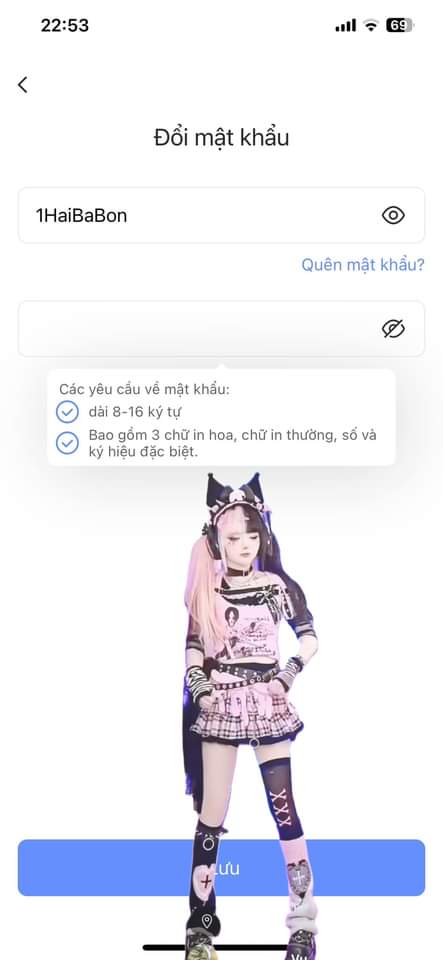 22:53
69
Đổi mật khẩu
1HaiBaBon
Quên mật khẩu?
Các yêu cầu về mật khẩu:
dài 8-16 ký tự
Bao gồm 3 chữ in hoa, chữ in thường, số và
ký hiệu đặc biệt.
Lưu